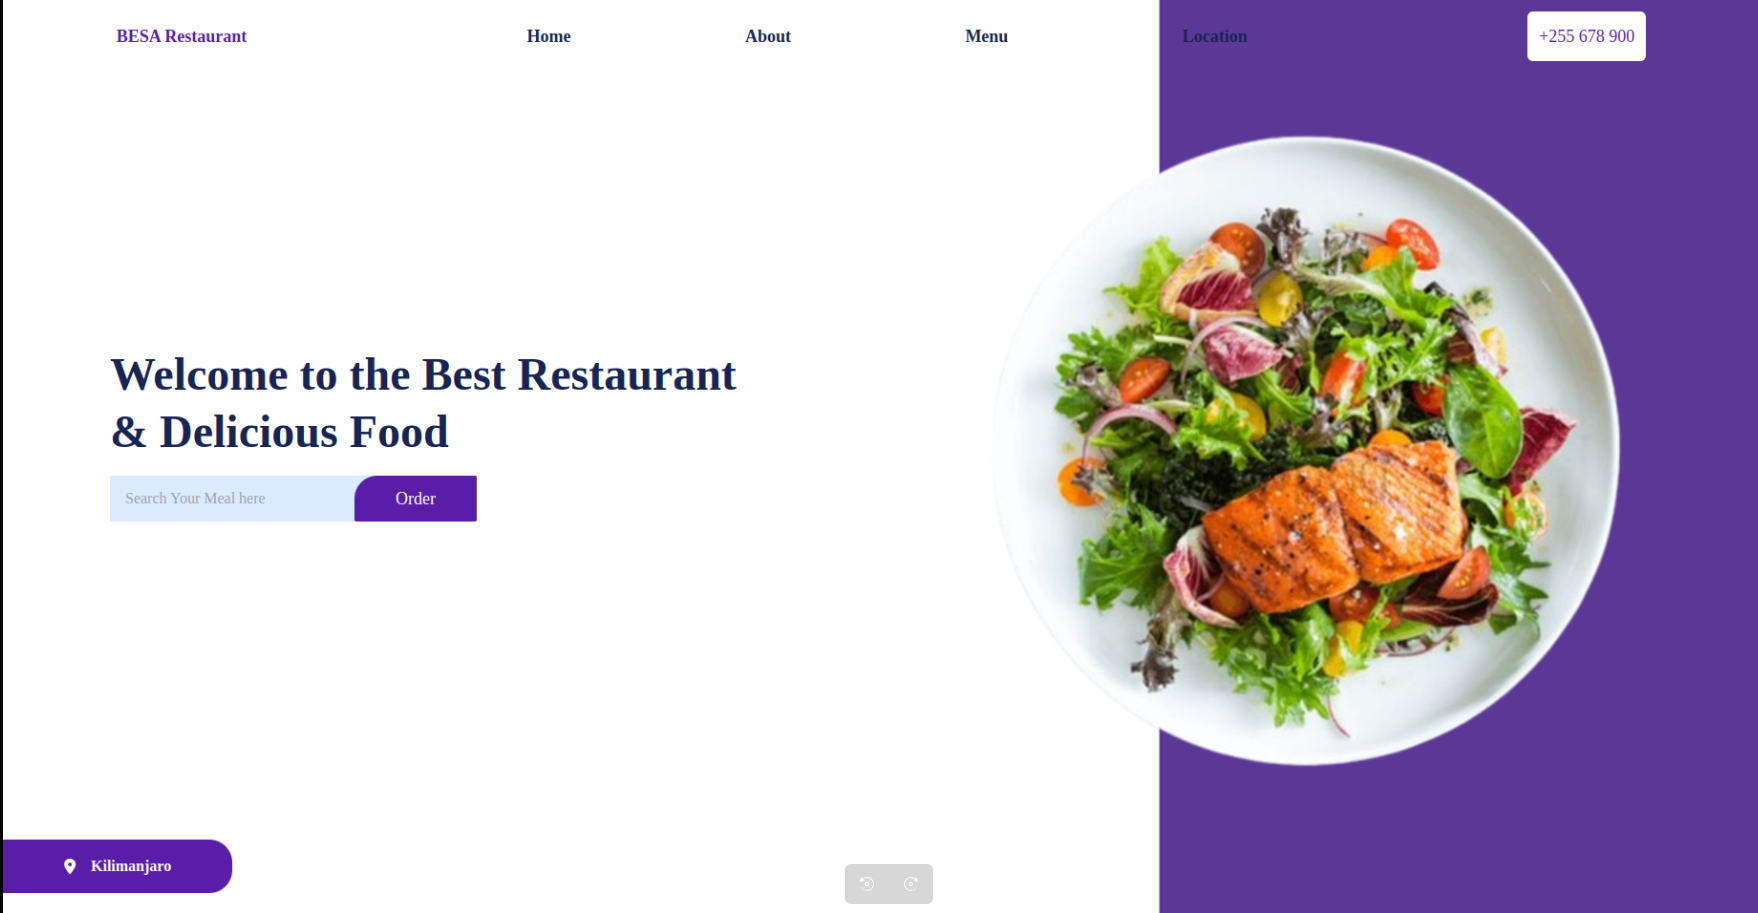 BESA Restaurant
Home
About
Menu
Location
+255 678 900
Welcome to the Best Restaurant
& Delicious Food
Search Your Meal here
Order
Kilimanjaro